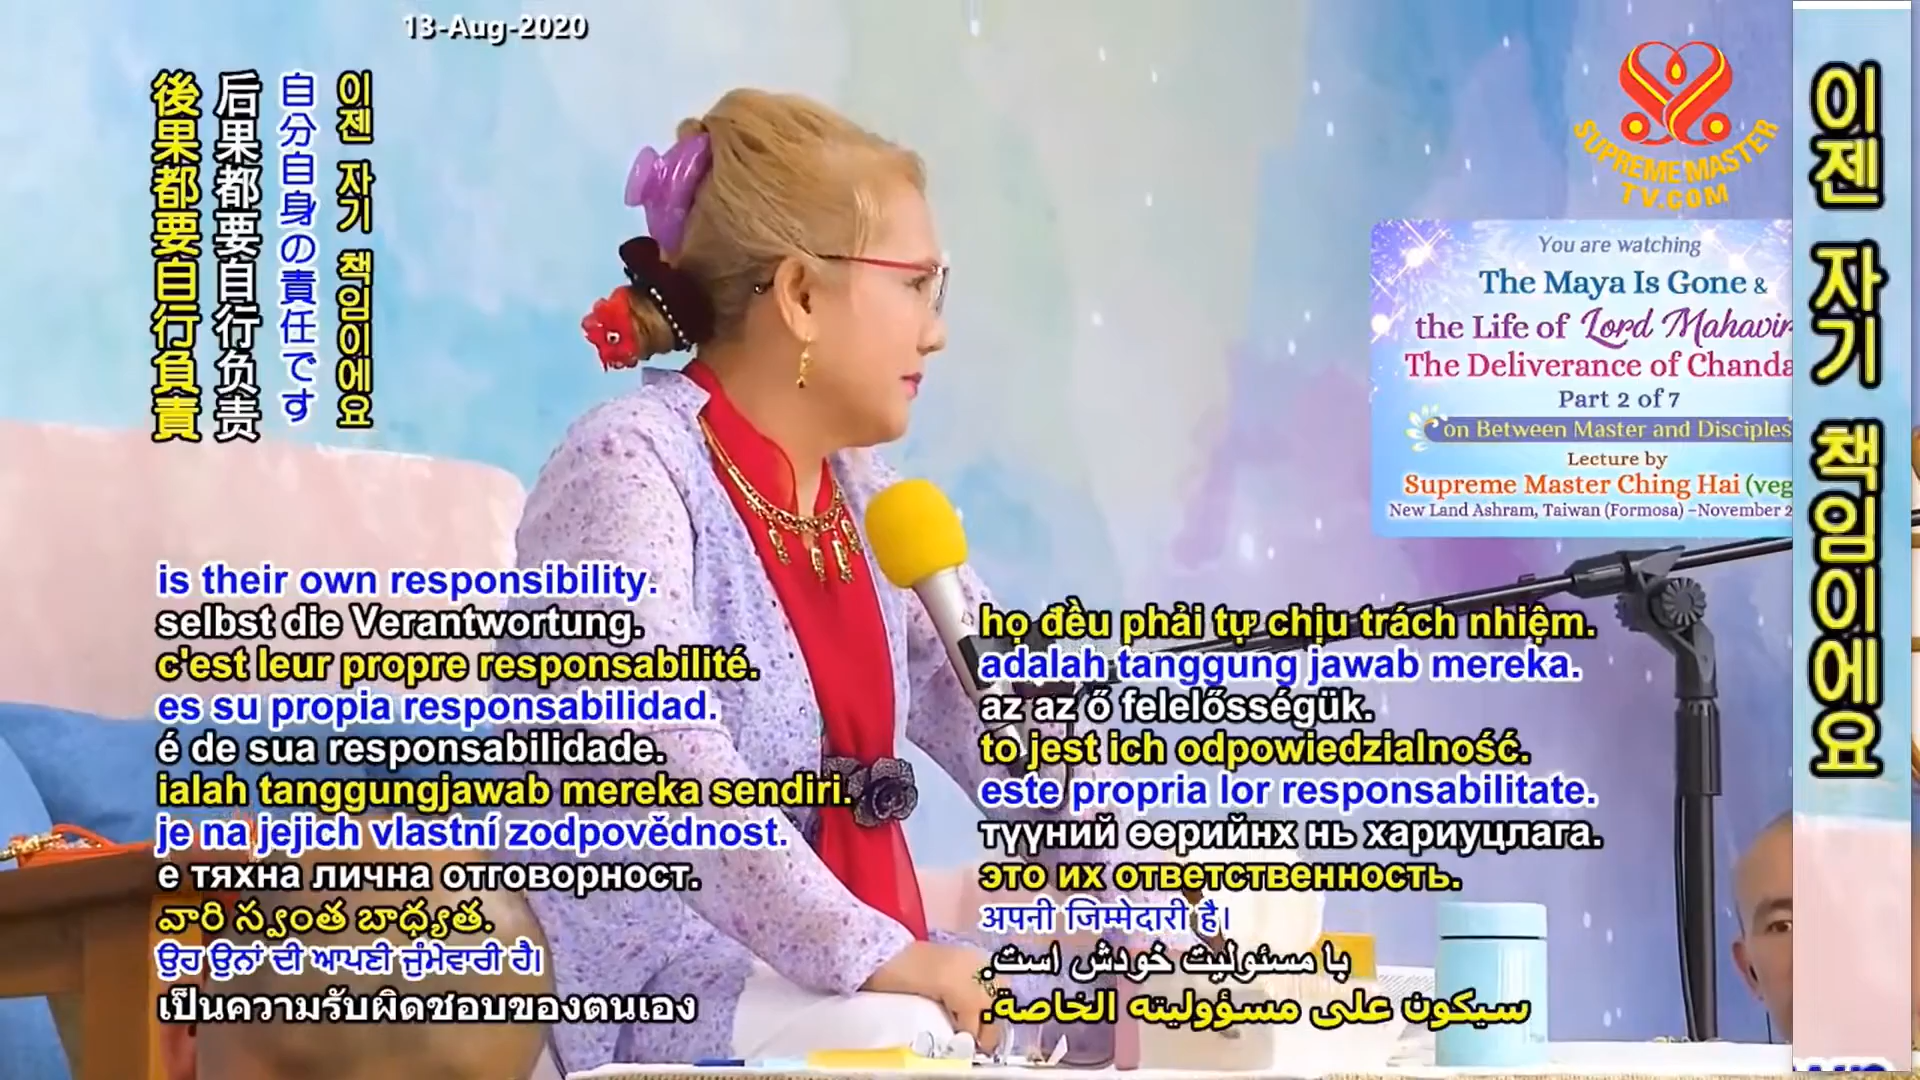 13-Aug-2020
後果都要自行負責
后果都要自行负责
自分自身の責任です
이젠 자기 책임이에요
SUPREME MASTER
TV.COM
You are watching
The Maya Is Gone &
the Life of Lord Mahavir
The Deliverance of Chanda
Part 2 of 7
on Between Master and Disciples
Lecture by
Supreme Master Ching Hai (veg
New Land Ashram, Taiwan (Formosa) –November 2
이젠 자기 책임이에요
is their own responsibility.
selbst die Verantwortung.
c'est leur propre responsabilité.
es su propia responsabilidad.
é de sua responsabilidade.
ialah tanggungjawab mereka sendiri.
je na jejich vlastní zodpovědnost.
е тяхна лична отговорност.
వారి స్వంత బాధ్యత.
ਉਹ ਉਨਾਂ ਦੀ ਆਪਣੀ ਜੁੰਮੇਵਾਰੀ ਹੈ।
เป็นความรับผิดชอบของตนเอง
họ đều phải tự chịu trách nhiệm.
adalah tanggung jawab mereka.
az az ő felelősségük.
to jest ich odpowiedzialność.
este propria lor responsabilitate.
түүний өөрийнх нь хариуцлага.
это их ответственность.
अपनी जिम्मेदारी है।
با مسئولیت خودش است.
سيكون على مسؤوليته الخاصة.